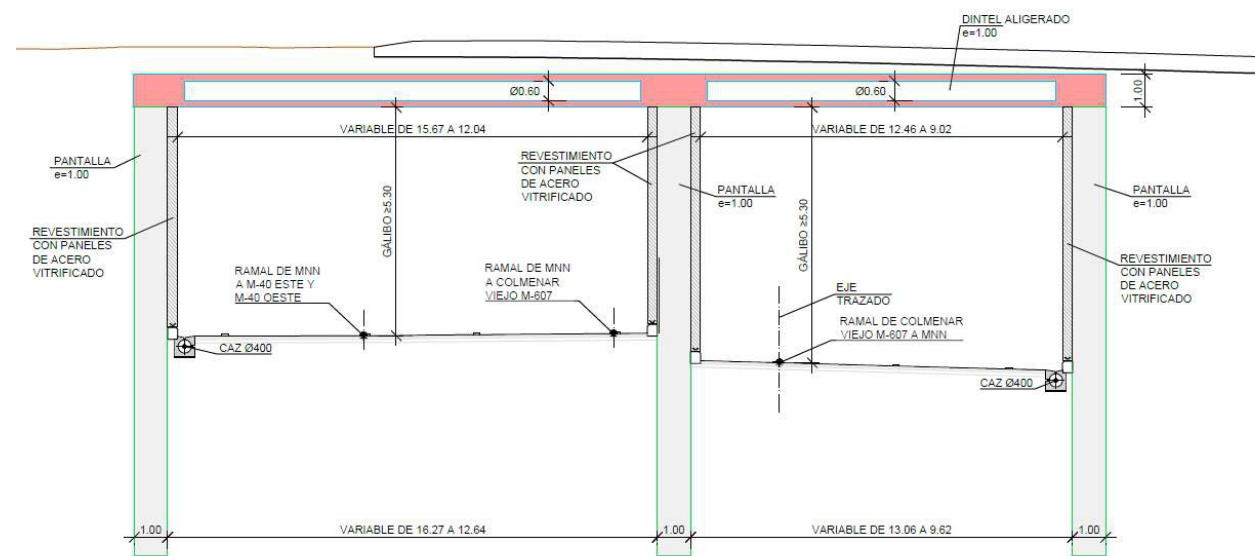 DINTEL ALIGERADO
e=1.00
Ø0.60
Ø0.60
1.00
VARIABLE DE 15.67 A 12.04
VARIABLE DE 12.46 A 9.02
PANTALLA
e=1.00
REVESTIMIENTO
CON PANELES
DE ACERO
VITRIFICADO
PANTALLA
e=1.00
PANTALLA
e=1.00
GÁLIBO ≥5.30
GÁLIBO ≥5.30
REVESTIMIENTO
CON PANELES
DE ACERO
VITRIFICADO
RAMAL DE MNN
A M-40 ESTE Y
M-40 OESTE
RAMAL DE MNN
A COLMENAR
VIEJO M-607
EJE
TRAZADO
RAMAL DE COLMENAR
VIEJO M-607 A MNN
REVESTIMIENTO
CON PANELES
DE ACERO
VITRIFICADO
CAZ Ø400
CAZ Ø400
1.00
VARIABLE DE 16.27 A 12.64
1.00
VARIABLE DE 13.06 A 9.62
1.00